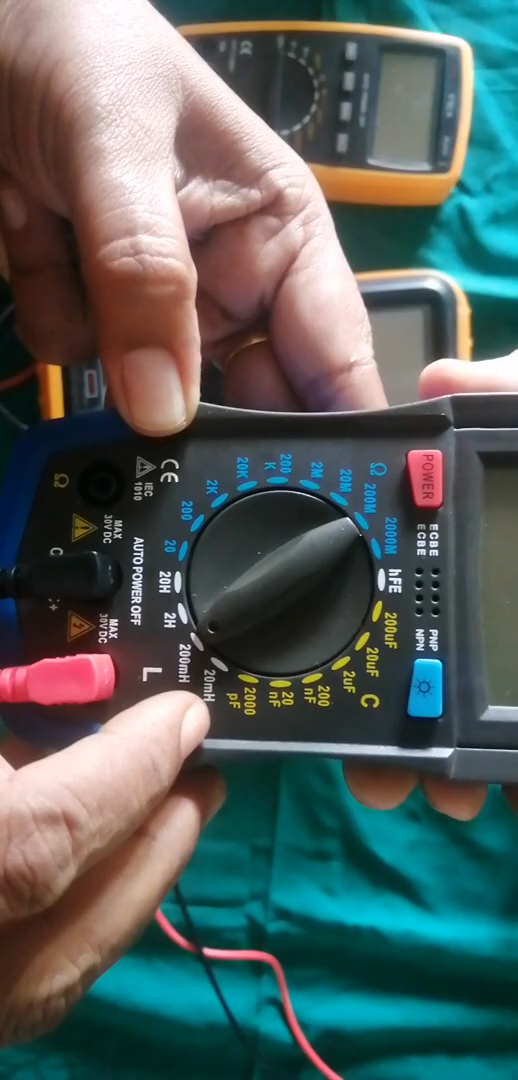 POWER
ECBE
ECBE
PNP
NPN
hFE
Ω
2000M
200M
20M
2M
200
K
20K
2K
200
20
20H
2H
200mH
20mH
L
2000
pF
20
nF
200
nF
2uF
20uF
200uF
C
AUTO POWER OFF
CE
IEC
1010
MAX
30V DC
MAX
30V DC
Ω